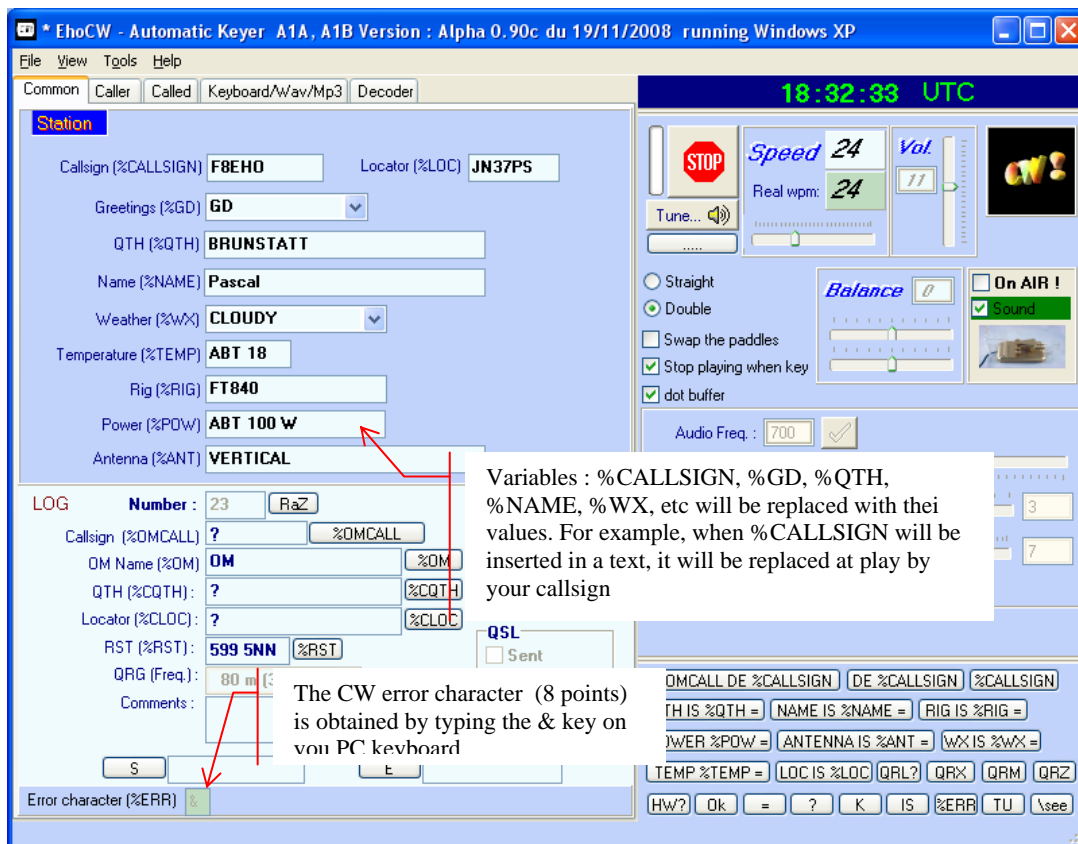 * EhoCW - Automatic Keyer A1A, A1B Version : Alpha 0.90c du 19/11/2008 running Windows XP
File View Tools Help
Common Caller Called Keyboard/Wav/Mp3 Decoder
18:32:33 UTC
Station
Callsign (%CALLSIGN) F8EHO Locator (%LOC) JN37PS
Greetings (%GD) GD
QTH (%QTH) BRUNSTATT
Name (%NAME) Pascal
Weather (%WX) CLOUDY
Temperature (%TEMP) ABT 18
Rig (%RIG) FT840
Power (%POW) ABT 100 W
Antenna (%ANT) VERTICAL
STOP
Speed 24
Real wpm: 24
Vol. 11
cw!
Tune...
.....
Straight
Double
Swap the paddles
Stop playing when key
dot buffer
Balance 0
On AIR !
Sound
Audio Freq. : 700
3
7
Variables : %CALLSIGN, %GD, %QTH,
%NAME, %WX, etc will be replaced with thei
values. For example, when %CALLSIGN will be
inserted in a text, it will be replaced at play by
your callsign
LOG Number : 23 RaZ
Callsign (%OMCALL) ? %OMCALL
OM Name (%OM) OM %OM
QTH (%CQTH) : ? %CQTH
Locator (%CLOC) : ? %CLOC
RST (%RST) : 599 5NN %RST
QRG (Freq.) : 80 m (3
Comments :
QSL
Sent
The CW error character (8 points)
is obtained by typing the & key on
you PC keyboard
S E
Error character (%ERR) &
OMCALL DE %CALLSIGN DE %CALLSIGN %CALLSIGN
TH IS %QTH = NAME IS %NAME = RIG IS %RIG =
OWER %POW = ANTENNA IS %ANT = WX IS %WX =
TEMP %TEMP = LOC IS %LOC QRL? QRX QRM QRZ
HW? Ok = ? K IS %ERR TU \see